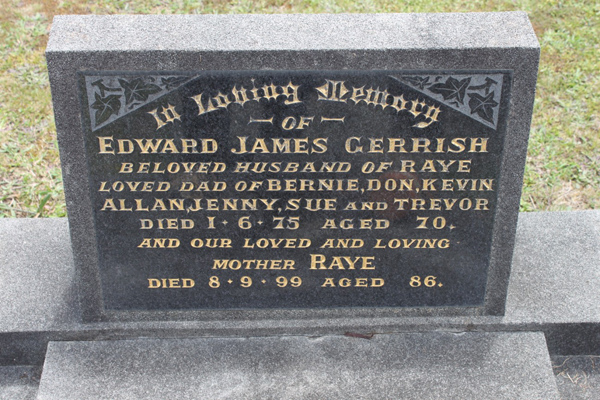 In Loving Memory
- OF -
EDWARD JAMES GERRISH
BELOVED HUSBAND OF RAYE
LOVED DAD OF BERNIE, DON, KEVIN
ALLAN, JENNY, SUE AND TREVOR
DIED 1·6·75 AGED 70.
AND OUR LOVED AND LOVING
MOTHER RAYE
DIED 8·9·99 AGED 86.